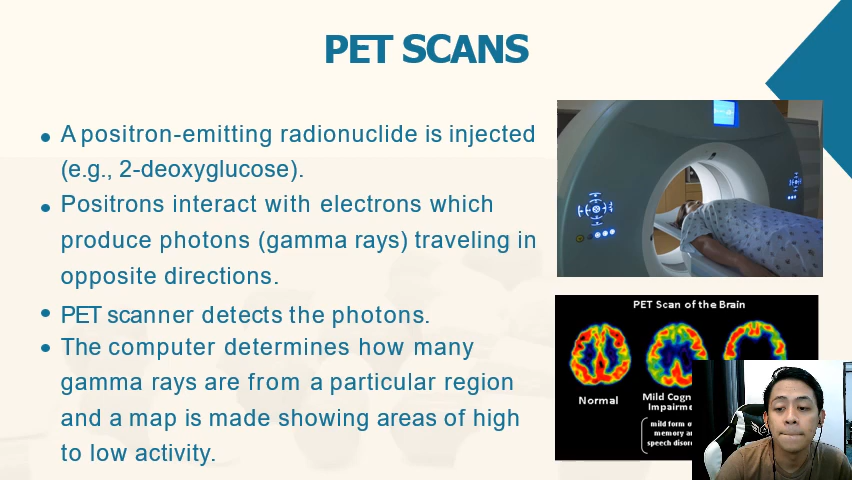 PET SCANS
A positron-emitting radionuclide is injected
(e.g., 2-deoxyglucose).
Positrons interact with electrons which
produce photons (gamma rays) traveling in
opposite directions.
PET scanner detects the photons.
The computer determines how many
gamma rays are from a particular region
and a map is made showing areas of high
to low activity.
PET Scan of the Brain
Normal
Mild
mild form
memory
speech